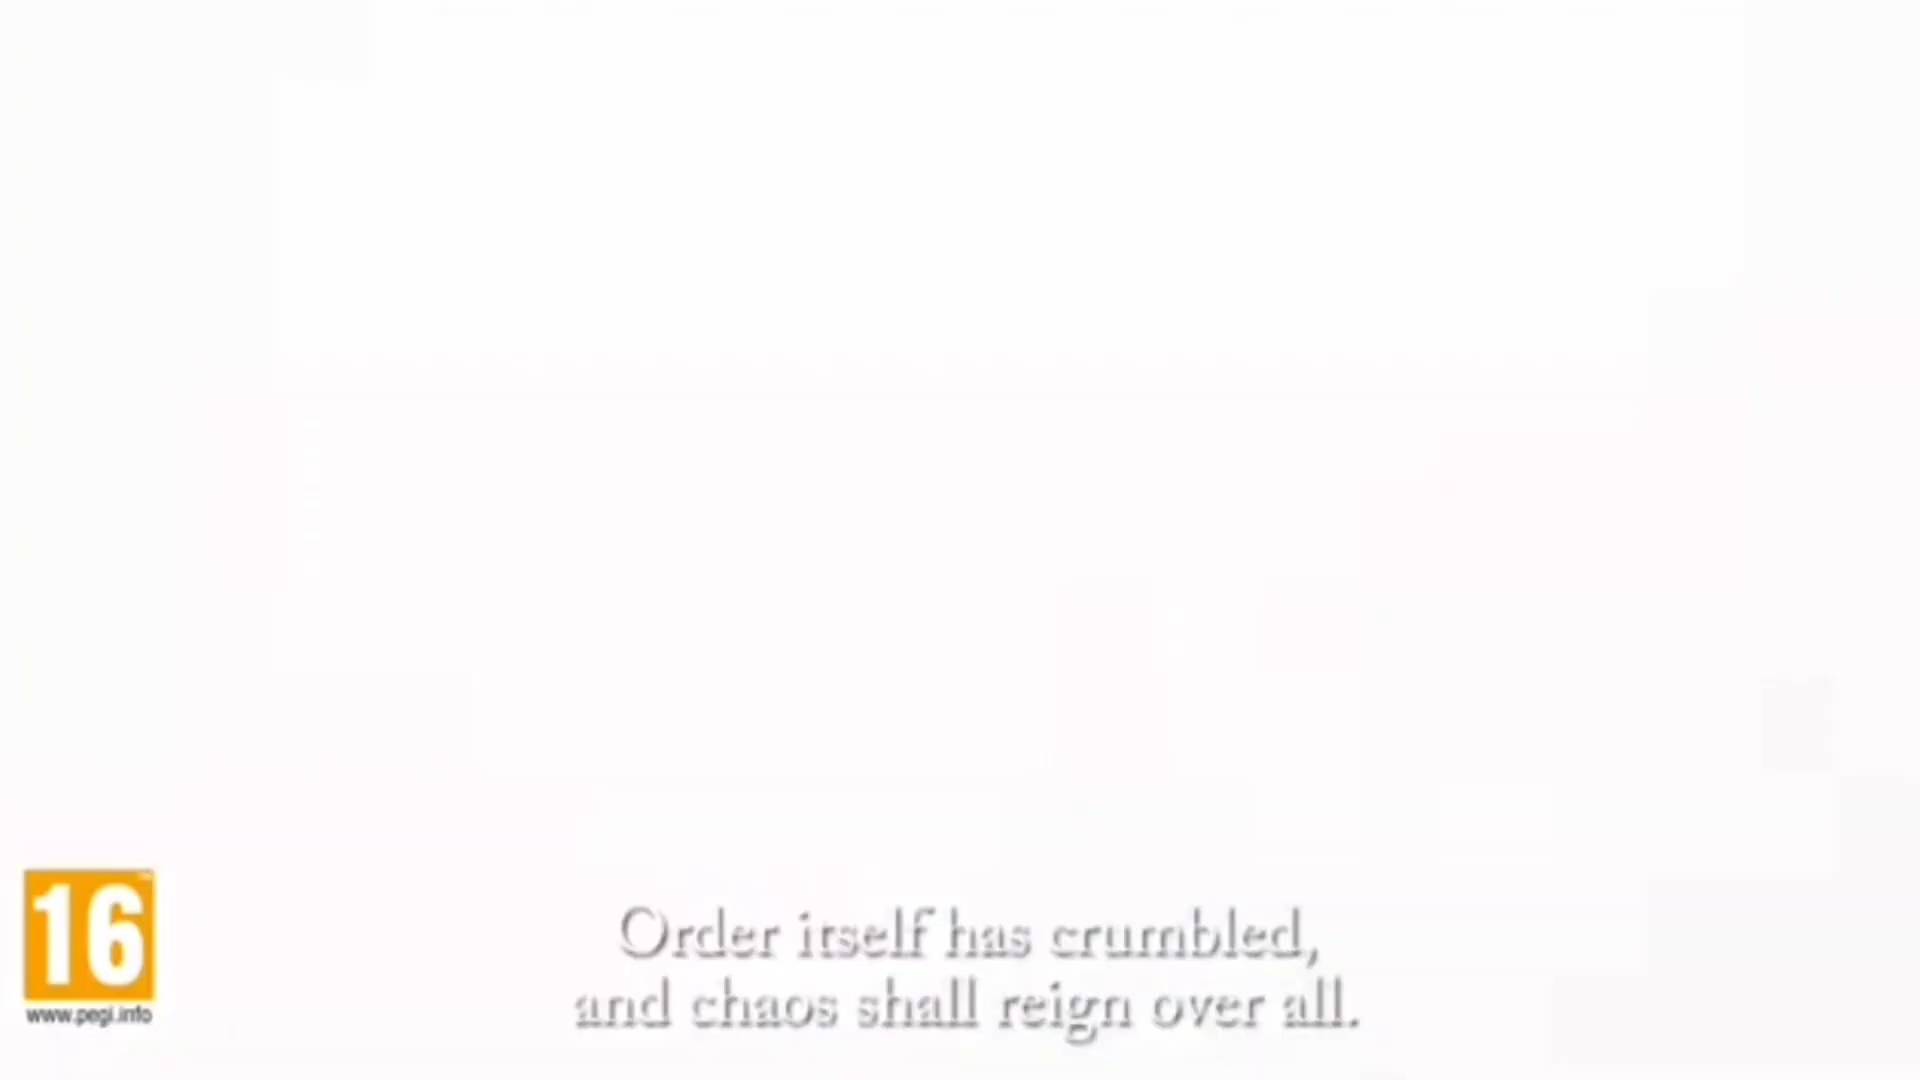 16
www.pegi.info
Order itself has crumbled,
and chaos shall reign over all.